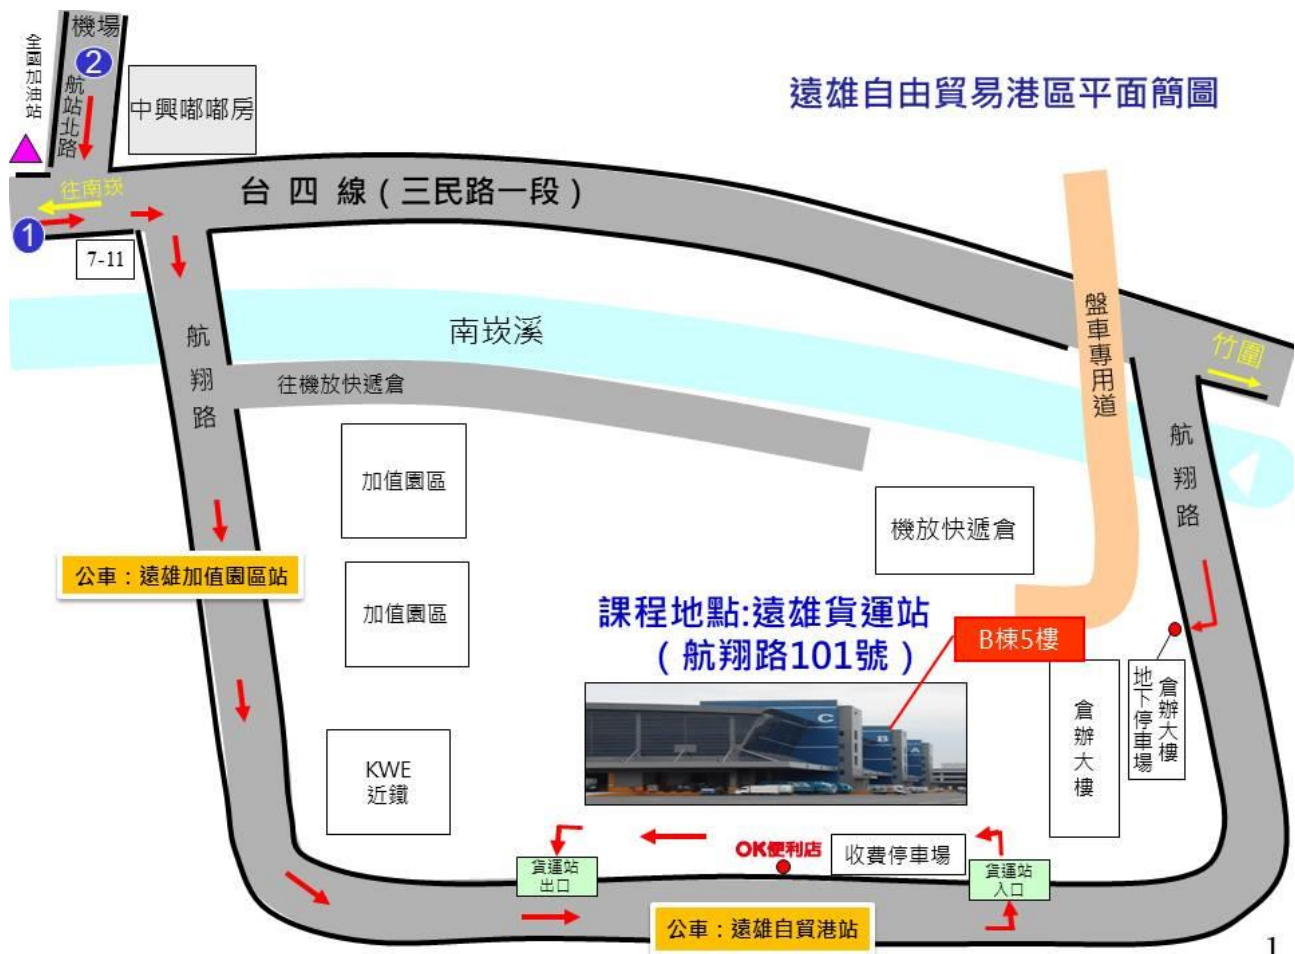 遠雄自由貿易港區平面簡圖
機場
2
全國加油站
航站北路
中興嘟嘟房
往南崁
台四線（三民路一段）
1
7-11
航翔路
南崁溪
往機放快遞倉
盤車專用道
竹圍
航翔路
加值園區
機放快遞倉
公車：遠雄加值園區站
加值園區
課程地點:遠雄貨運站
（航翔路101號）
B棟5樓
倉辦大樓
倉辦大樓
地下停車場
C
B
A
KWE
近鐵
OK便利店
收費停車場
貨運站
出口
貨運站
入口
公車：遠雄自貿港站
1